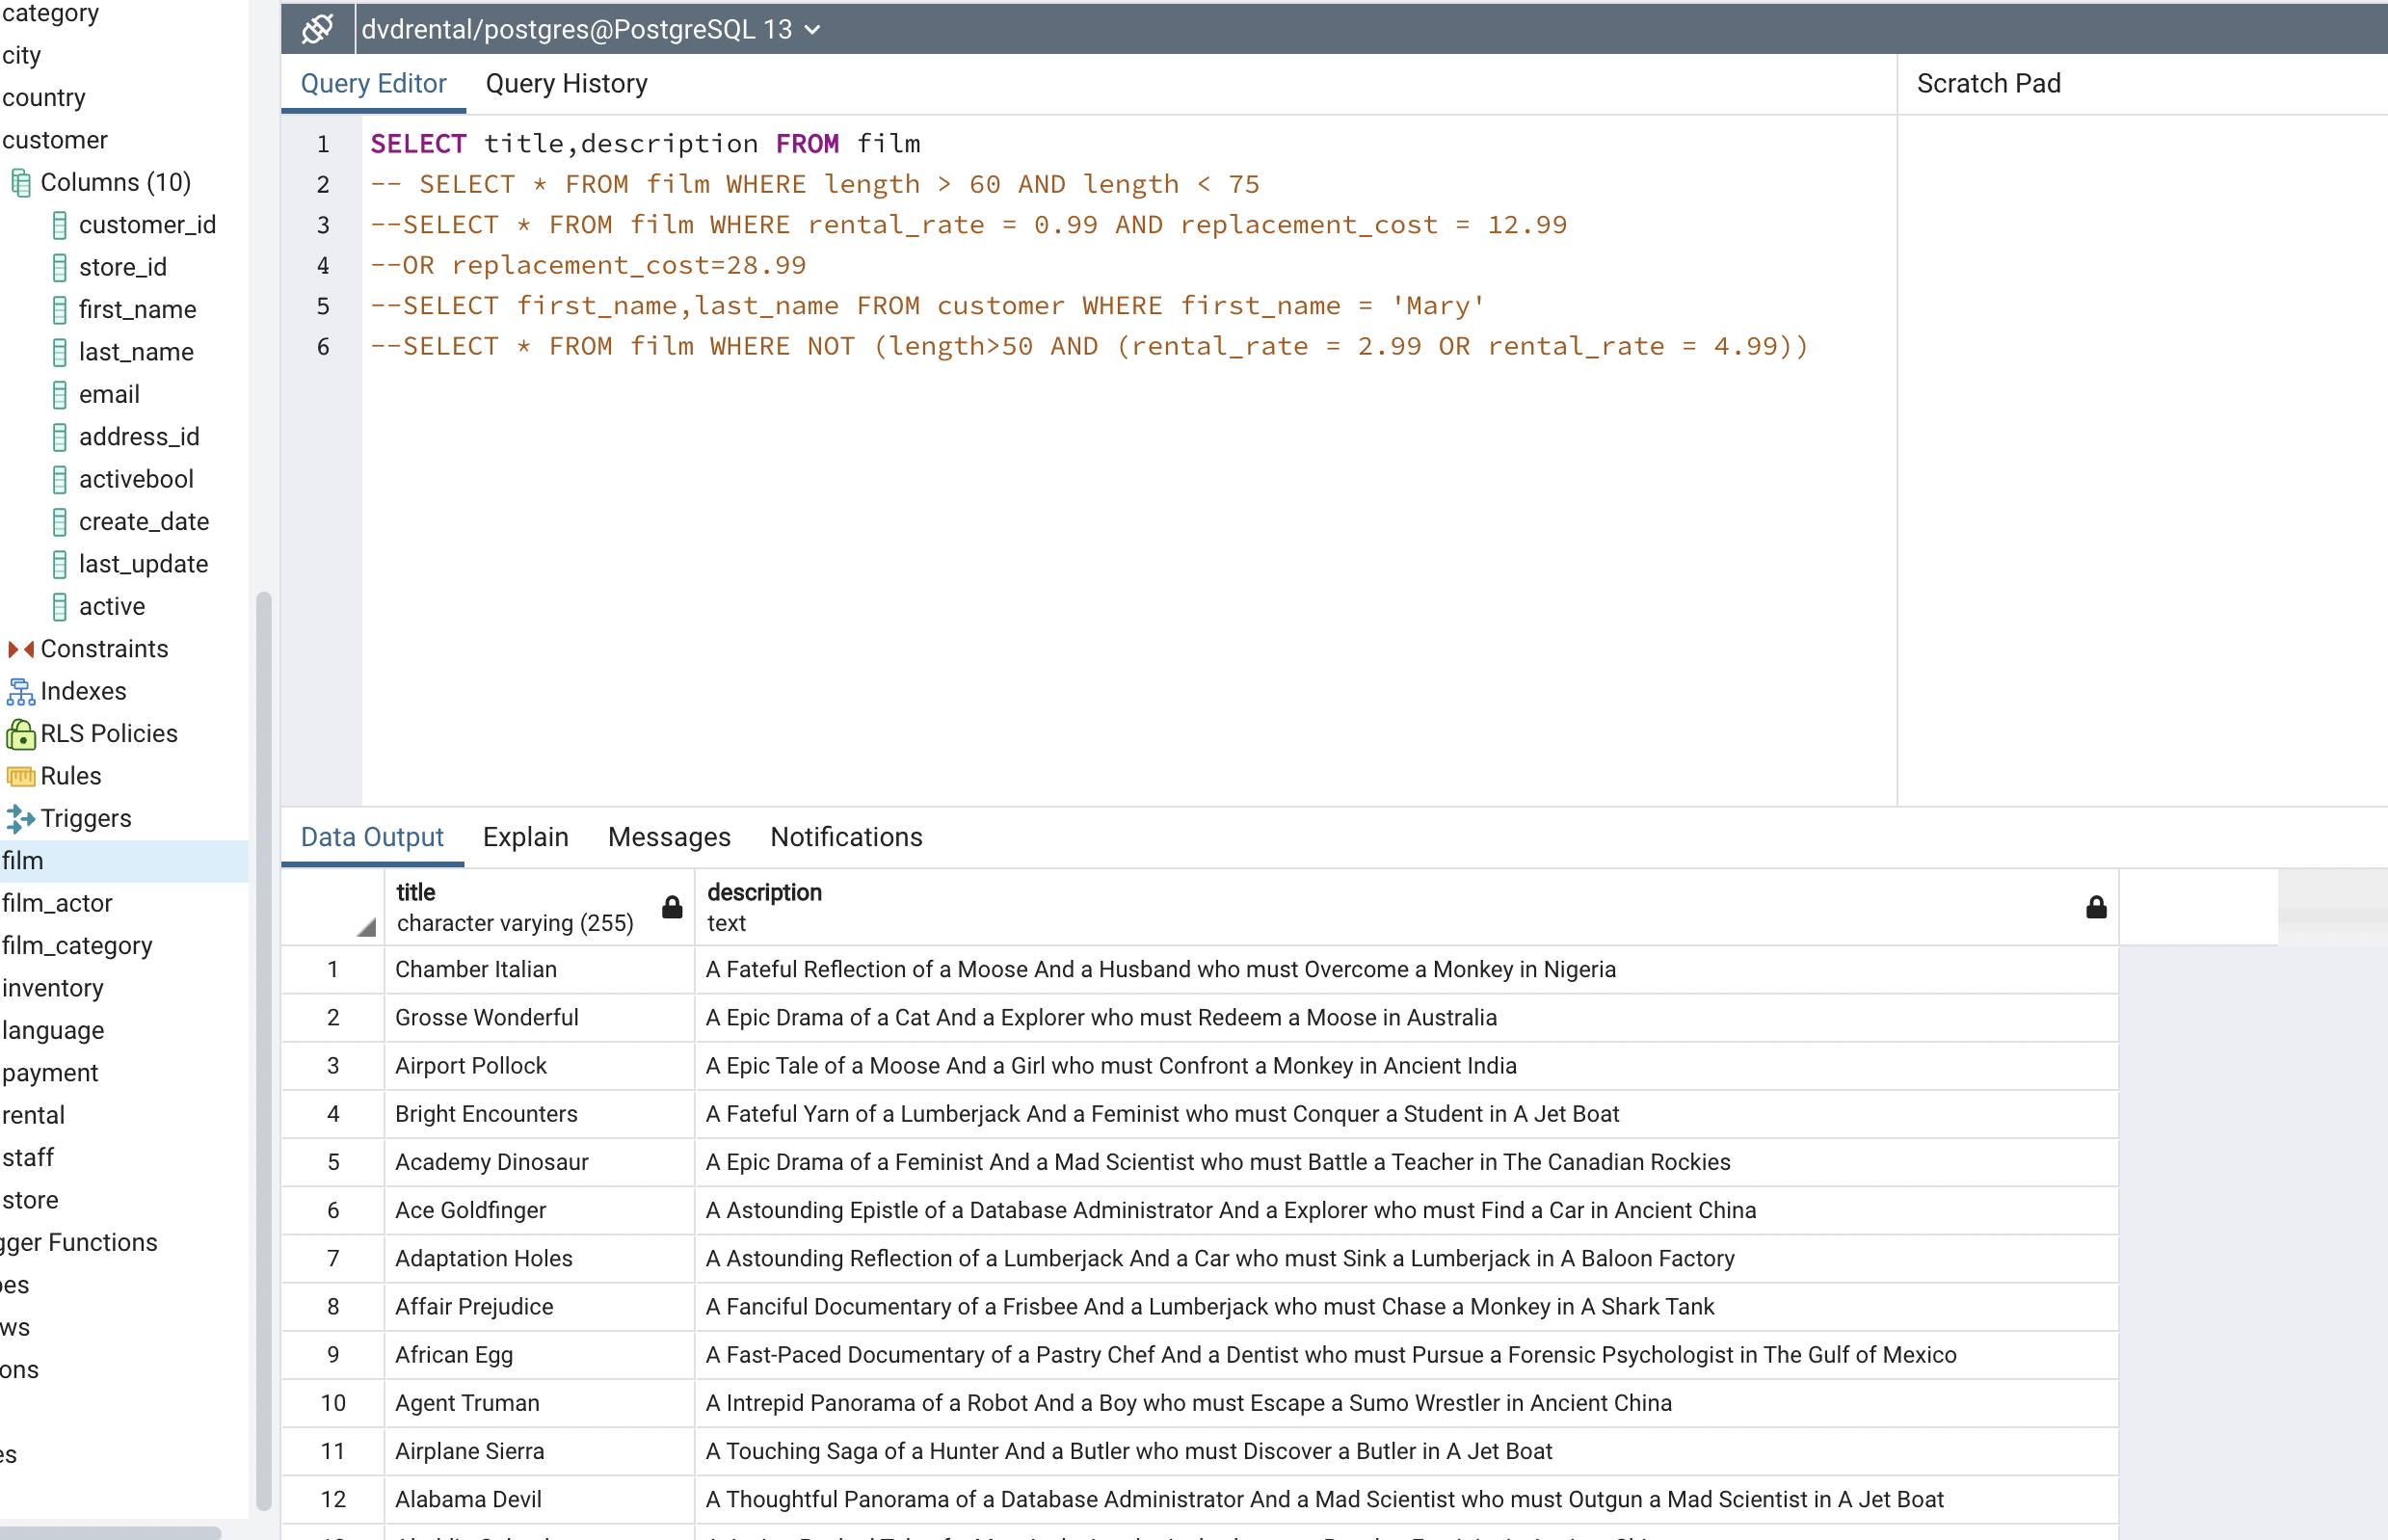 category
city
country
customer
Columns (10)
customer_id
store_id
first_name
last_name
email
address_id
activebool
create_date
last_update
active
Constraints
Indexes
RLS Policies
Rules
Triggers
film
film_actor
film_category
inventory
language
payment
rental
staff
store
gger Functions
es
ws
ons
es
dvdrental/postgres@PostgreSQL 13
Query Editor Query History Scratch Pad
1 SELECT title,description FROM film
2 -- SELECT * FROM film WHERE length > 60 AND length < 75
3 --SELECT * FROM film WHERE rental_rate = 0.99 AND replacement_cost = 12.99
4 --OR replacement_cost=28.99
5 --SELECT first_name,last_name FROM customer WHERE first_name = 'Mary'
6 --SELECT * FROM film WHERE NOT (length>50 AND (rental_rate = 2.99 OR rental_rate = 4.99))
Data Output Explain Messages Notifications
title description
character varying (255) text
1 Chamber Italian A Fateful Reflection of a Moose And a Husband who must Overcome a Monkey in Nigeria
2 Grosse Wonderful A Epic Drama of a Cat And a Explorer who must Redeem a Moose in Australia
3 Airport Pollock A Epic Tale of a Moose And a Girl who must Confront a Monkey in Ancient India
4 Bright Encounters A Fateful Yarn of a Lumberjack And a Feminist who must Conquer a Student in A Jet Boat
5 Academy Dinosaur A Epic Drama of a Feminist And a Mad Scientist who must Battle a Teacher in The Canadian Rockies
6 Ace Goldfinger A Astounding Epistle of a Database Administrator And a Explorer who must Find a Car in Ancient China
7 Adaptation Holes A Astounding Reflection of a Lumberjack And a Car who must Sink a Lumberjack in A Baloon Factory
8 Affair Prejudice A Fanciful Documentary of a Frisbee And a Lumberjack who must Chase a Monkey in A Shark Tank
9 African Egg A Fast-Paced Documentary of a Pastry Chef And a Dentist who must Pursue a Forensic Psychologist in The Gulf of Mexico
10 Agent Truman A Intrepid Panorama of a Robot And a Boy who must Escape a Sumo Wrestler in Ancient China
11 Airplane Sierra A Touching Saga of a Hunter And a Butler who must Discover a Butler in A Jet Boat
12 Alabama Devil A Thoughtful Panorama of a Database Administrator And a Mad Scientist who must Outgun a Mad Scientist in A Jet Boat